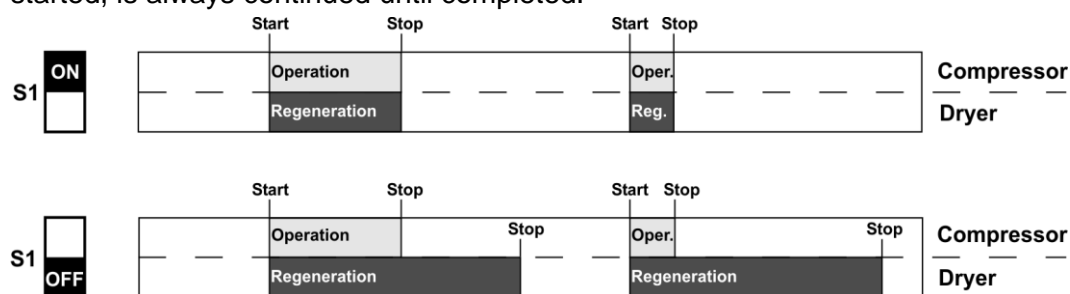 started, is always continued until completed.
Start Stop Start Stop
ON Operation Oper. Compressor
S1
Regeneration Reg. Dryer
Start Stop Start Stop
Operation Stop Oper. Stop Compressor
S1
OFF Regeneration Regeneration Dryer